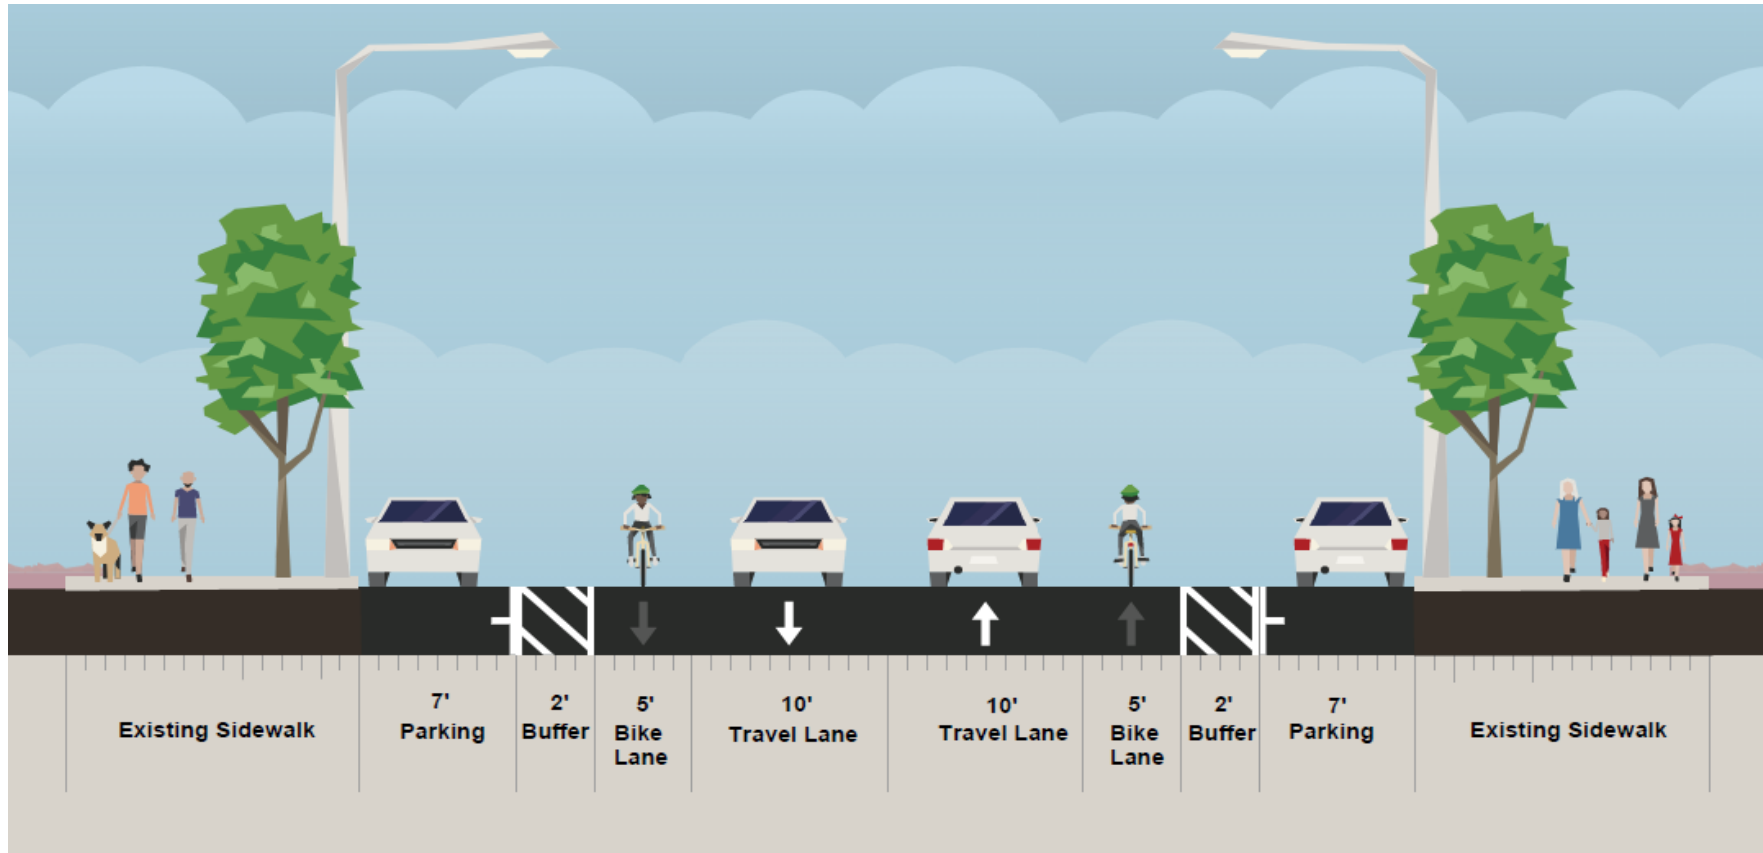 Existing Sidewalk
7'
Parking
2'
Buffer
5'
Bike
Lane
10'
Travel Lane
10'
Travel Lane
5'
Bike
Lane
2'
Buffer
7'
Parking
Existing Sidewalk